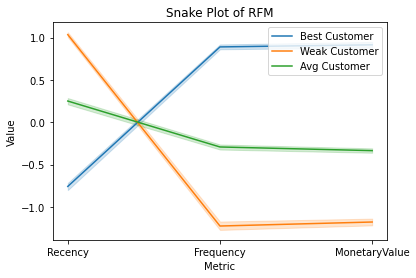 Snake Plot of RFM
Best Customer
Weak Customer
Avg Customer
1.0
0.5
0.0
−0.5
−1.0
Value
Recency
Frequency
MonetaryValue
Metric